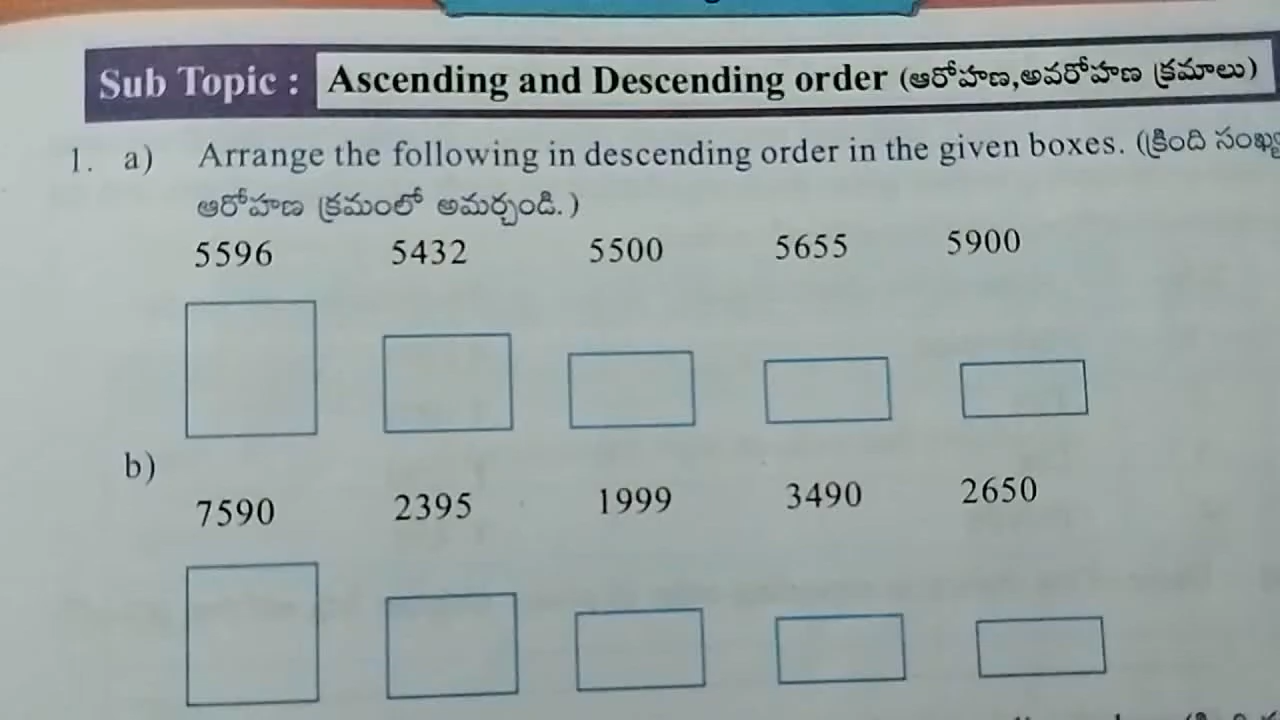 Sub Topic : Ascending and Descending order (ఆరోహణ,అవరోహణ క్రమాలు)
1. a) Arrange the following in descending order in the given boxes. ((క్రింది
ఆరోహణ క్రమంలో అమర్చండి.)
5596 5432 5500 5655 5900
b)
7590 2395 1999 3490 2650